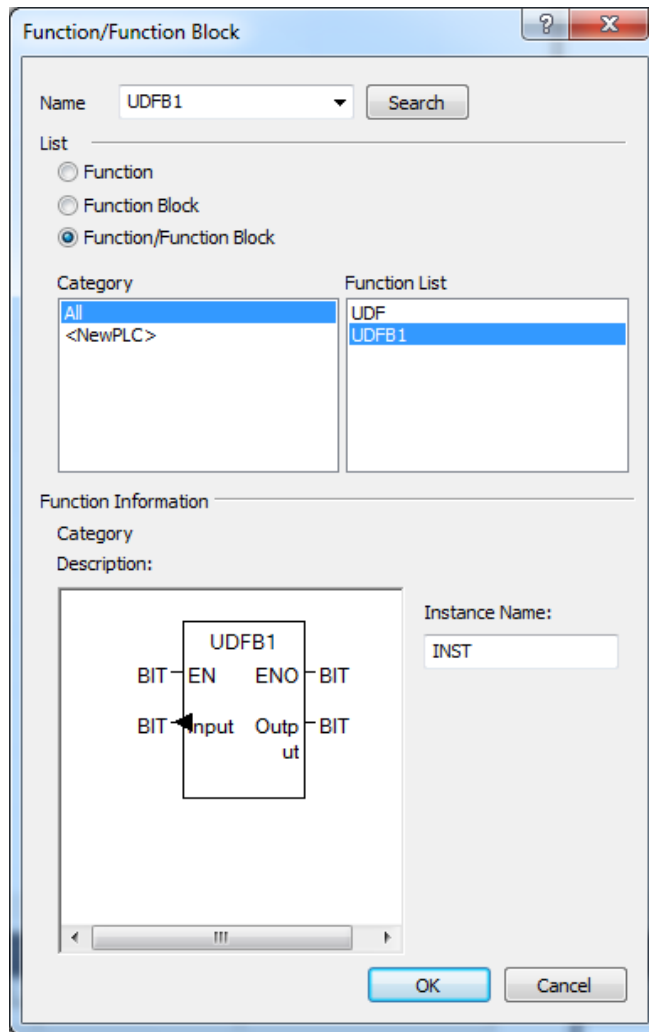 Function/Function Block
Name UDFB1 Search
List
Function
Function Block
Function/Function Block
Category Function List
All UDF
<NewPLC> UDFB1
Function Information
Category
Description:
Instance Name:
INST
UDFB1
BIT EN ENO BIT
BIT Input Outp BIT
ut
OK Cancel